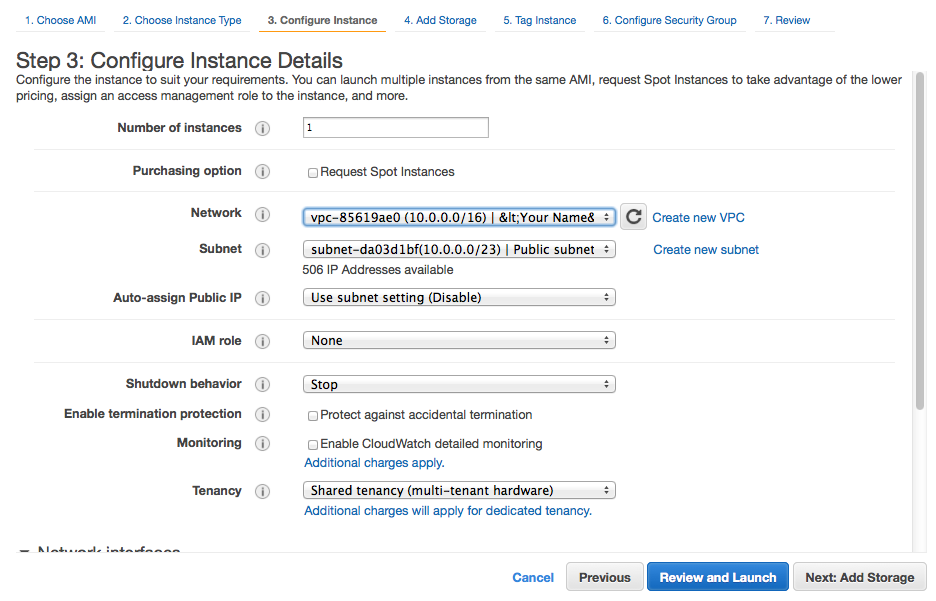 1. Choose AMI 2. Choose Instance Type 3. Configure Instance 4. Add Storage 5. Tag Instance 6. Configure Security Group 7. Review
Step 3: Configure Instance Details
Configure the instance to suit your requirements. You can launch multiple instances from the same AMI, request Spot Instances to take advantage of the lower
pricing, assign an access management role to the instance, and more.
Number of instances i 1
Purchasing option i Request Spot Instances
Network i vpc-85619ae0 (10.0.0.0/16) | &lt;Your Name& Create new VPC
Subnet i subnet-da03d1bf(10.0.0.0/23) | Public subnet Create new subnet
506 IP Addresses available
Auto-assign Public IP i Use subnet setting (Disable)
IAM role i None
Shutdown behavior i Stop
Enable termination protection i Protect against accidental termination
Monitoring i Enable CloudWatch detailed monitoring
Additional charges apply.
Tenancy i Shared tenancy (multi-tenant hardware)
Additional charges will apply for dedicated tenancy.
Network interfaces
Cancel Previous Review and Launch Next: Add Storage